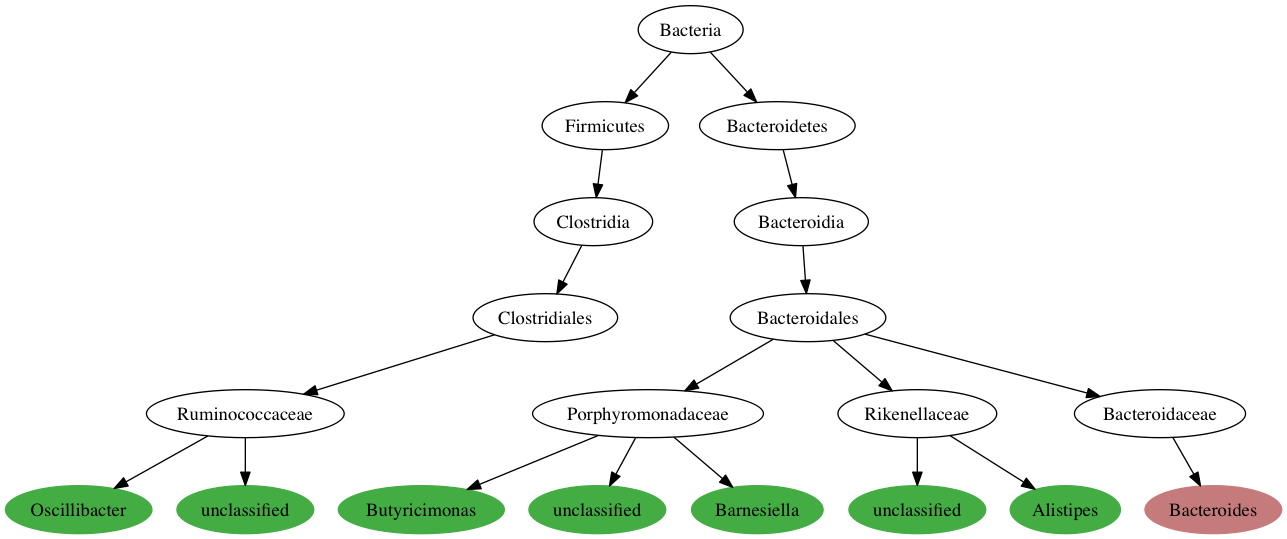 Bacteria
Firmicutes
Bacteroidetes
Clostridia
Bacteroidia
Clostridiales
Bacteroidales
Ruminococcaceae
Porphyromonadaceae
Rikenellaceae
Bacteroidaceae
Oscillibacter
unclassified
Butyricimonas
unclassified
Barnesiella
unclassified
Alistipes
Bacteroides